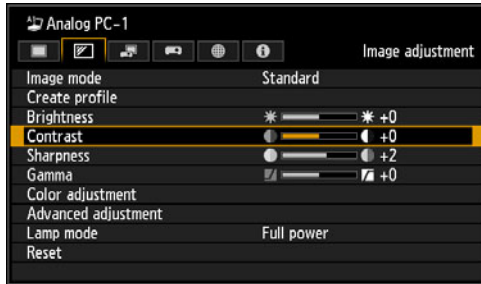 Analog PC-1
Image adjustment
Image mode Standard
Create profile
Brightness +0
Contrast +0
Sharpness +2
Gamma +0
Color adjustment
Advanced adjustment
Lamp mode Full power
Reset